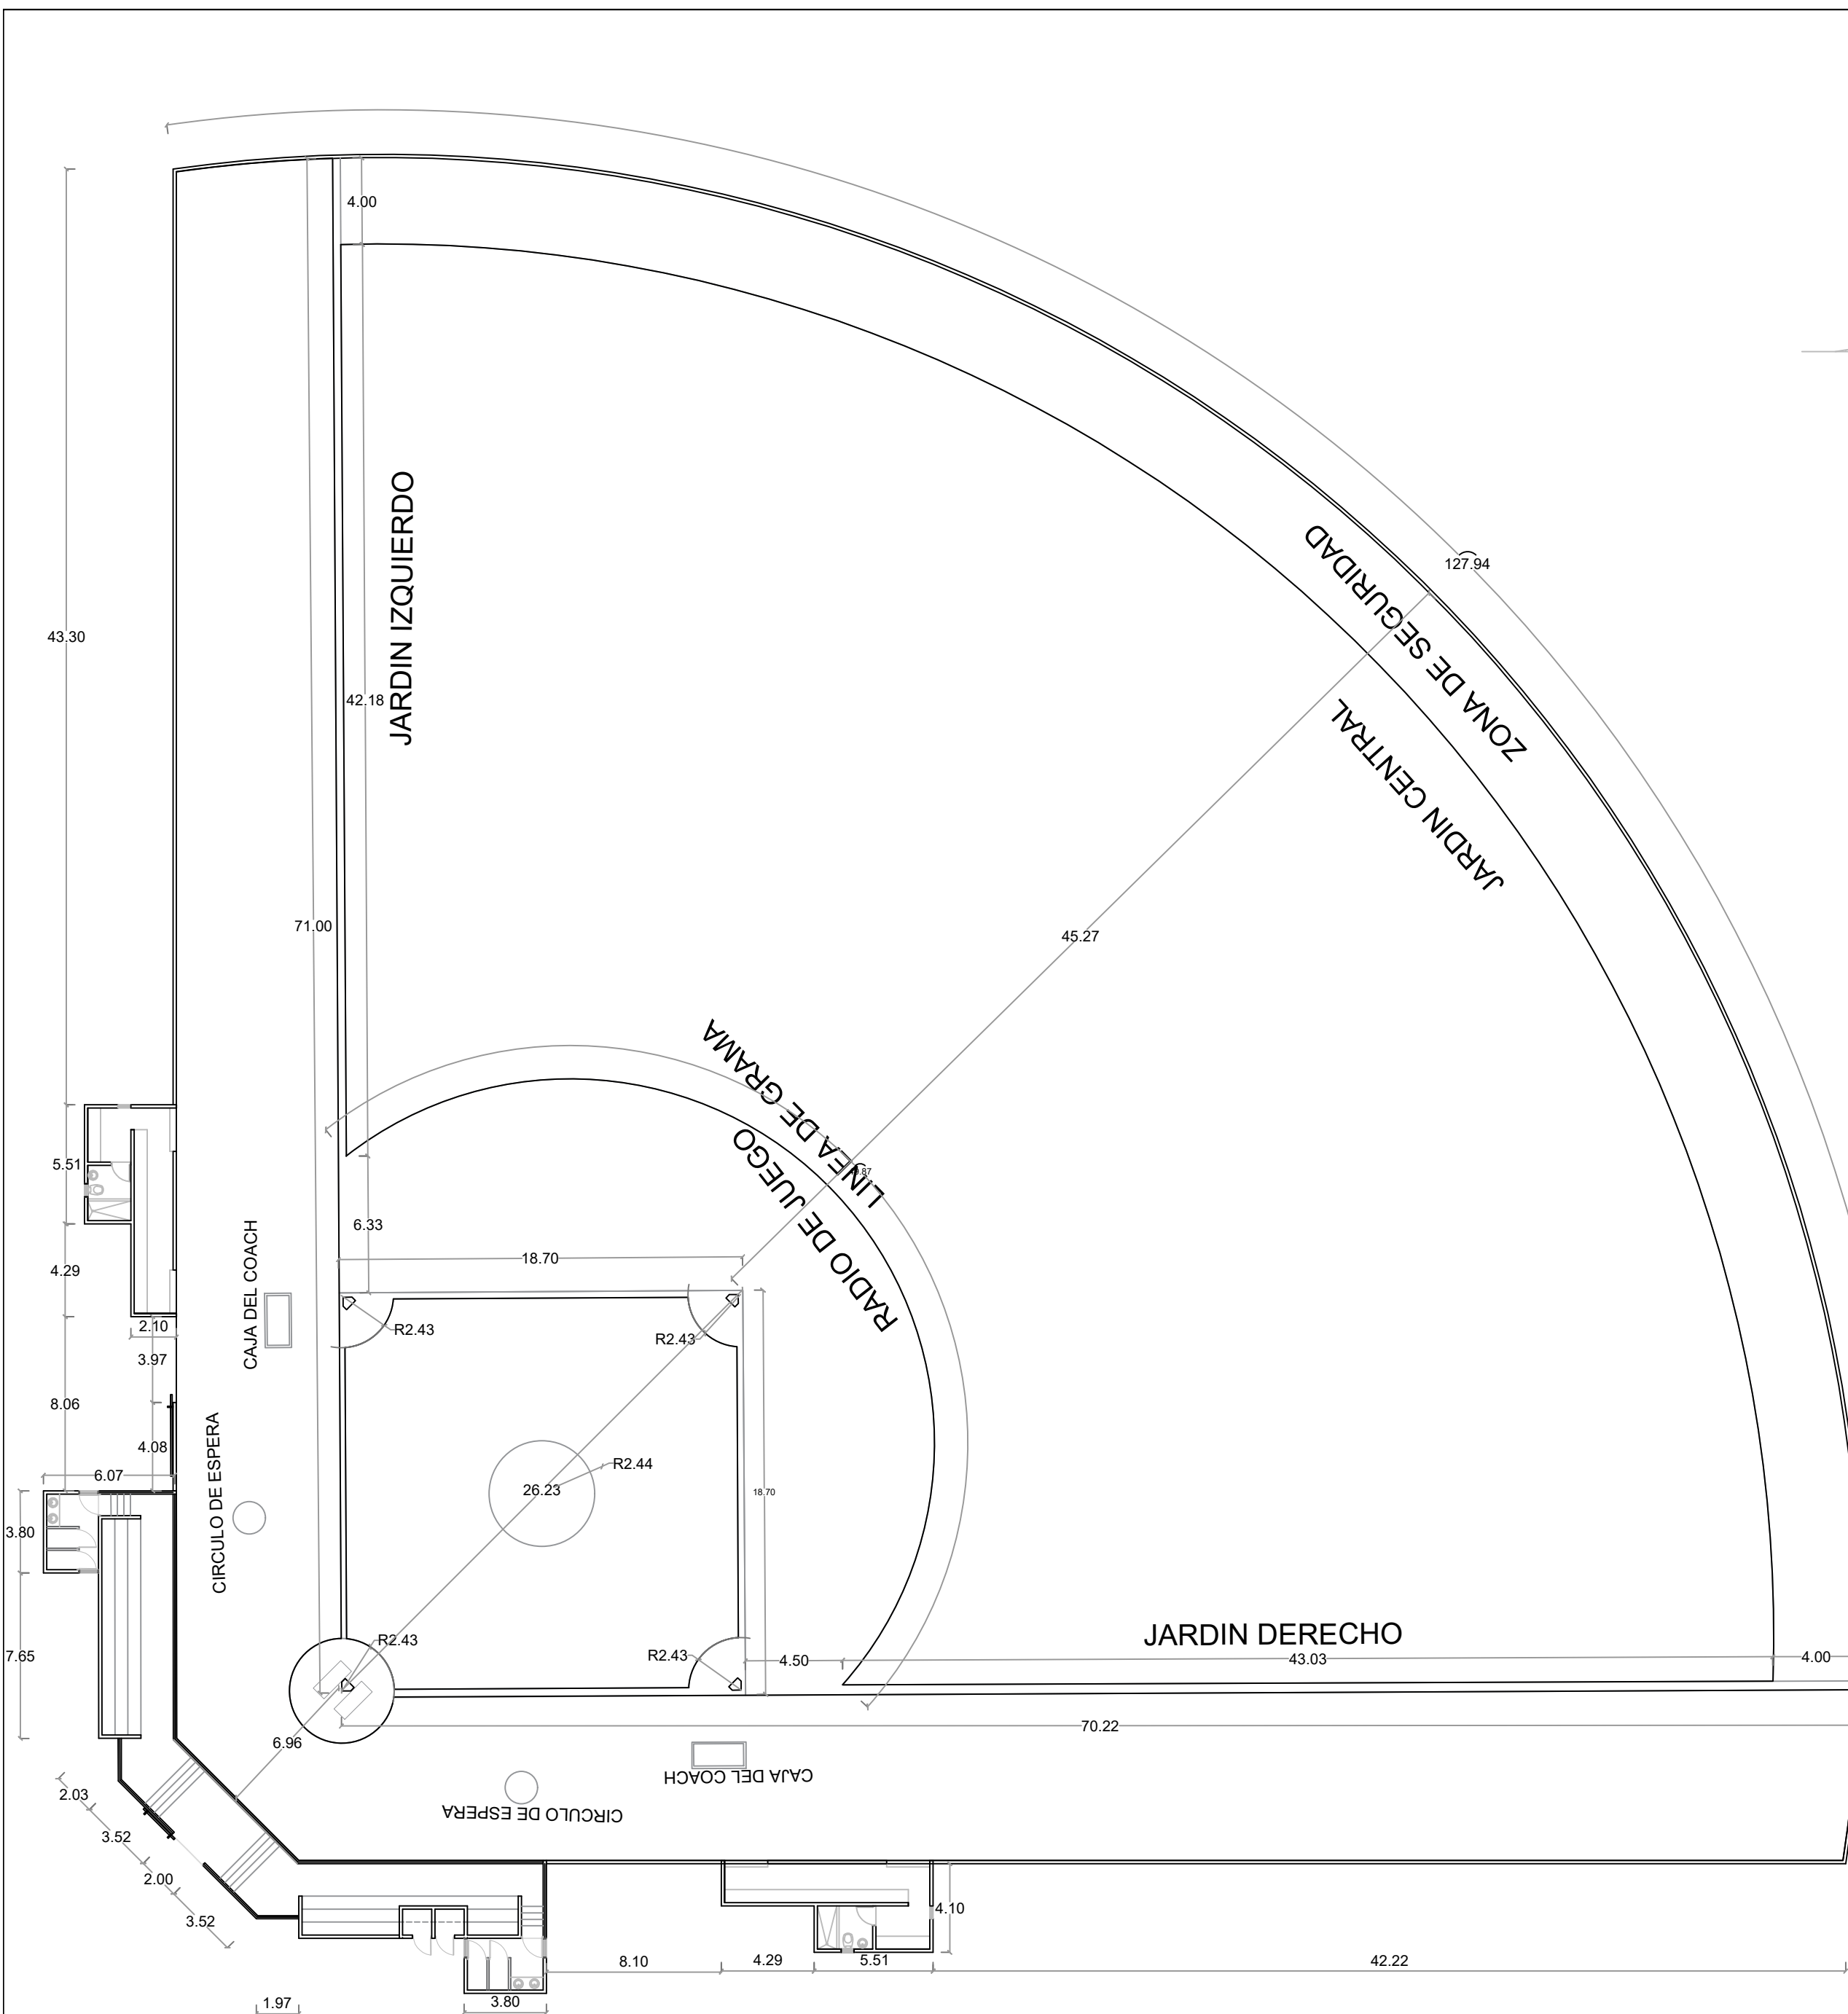 4.00
127.94
ZONA DE SEGURIDAD
JARDIN IZQUIERDO
43.30
42.18
JARDIN CENTRAL
71.00
45.27
LINEA DE GRAMA
RADIO DE JUEGO
5.51
6.33
4.29
CAJA DEL COACH
18.70
2.10
R2.43
R2.43
3.97
8.06
4.08
CIRCULO DE ESPERA
6.07
R2.44
26.23
18.70
3.80
7.65
R2.43
R2.43
4.50
JARDIN DERECHO
43.03
4.00
6.96
70.22
CAJA DEL COACH
CIRCULO DE ESPERA
2.03
3.52
2.00
3.52
4.10
8.10
4.29
5.51
42.22
1.97
3.80